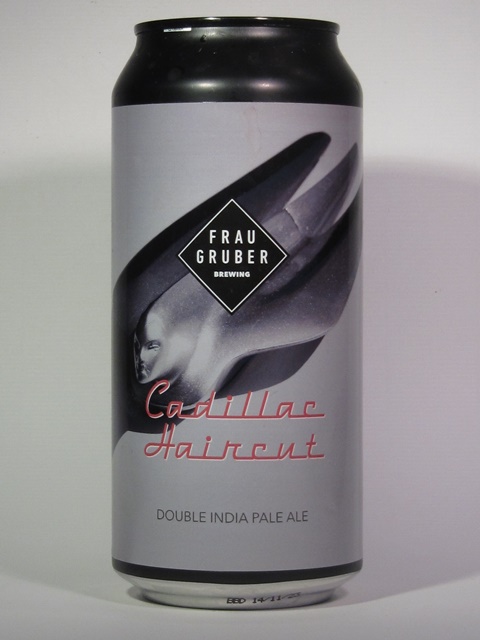 FRAU
GRUBER
BREWING
Cadillac
Haircut
DOUBLE INDIA PALE ALE
BBD 14/11/23